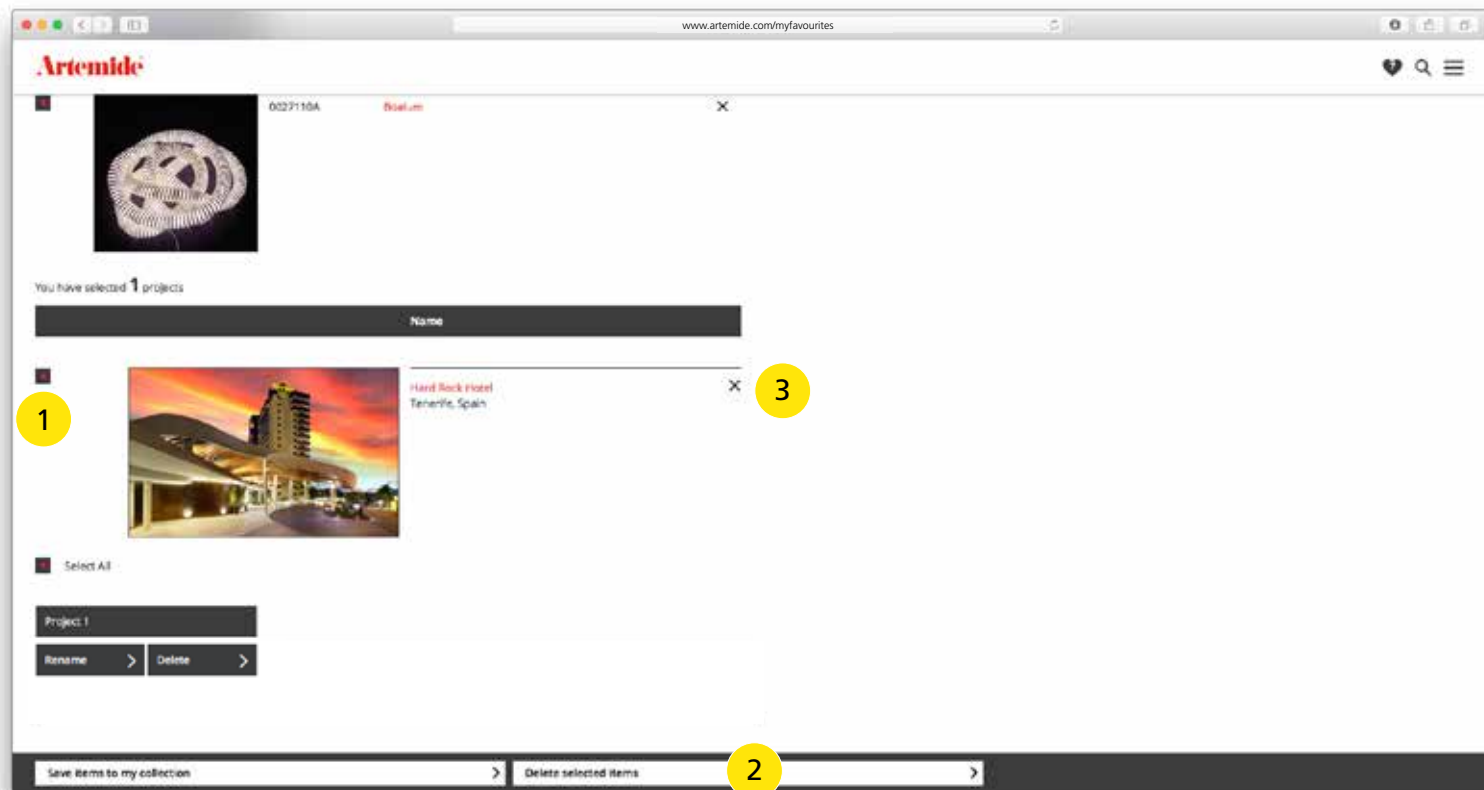 www.artemide.com/myfavourites
Artemide
0027110A
You have selected 1 projects
Name
Hard Rock Hotel
Tenerife, Spain
1
3
Select All
Project 1
Rename
Delete
Save items to my collection
Delete selected items
2